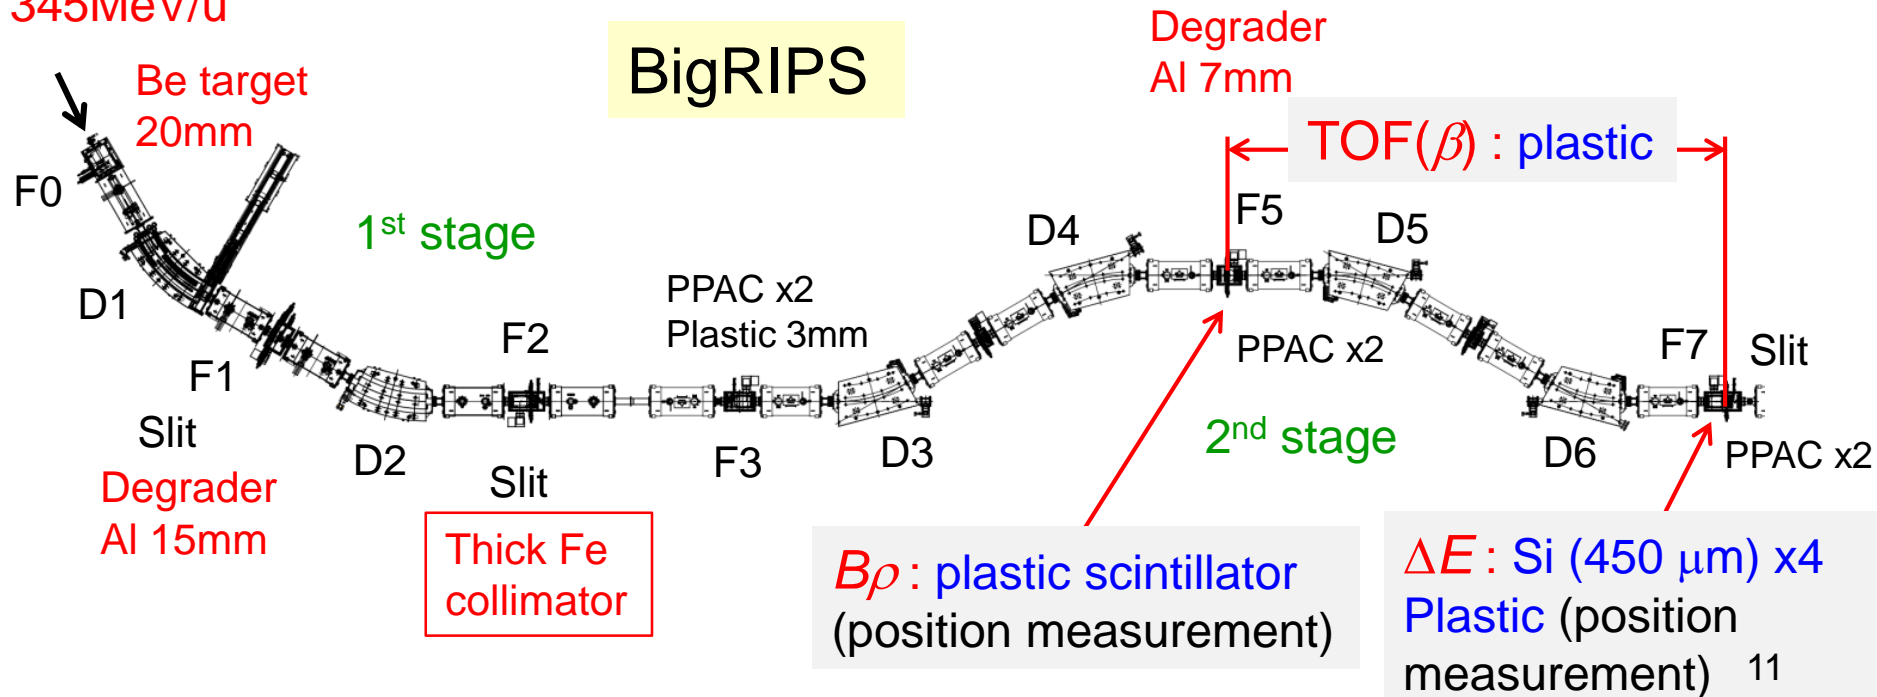 345MeV/u
Be target
20mm
BigRIPS
Degrader
Al 7mm
TOF(β) : plastic
F0
1st stage
D4
F5
D5
D1
PPAC x2
Plastic 3mm
F2
PPAC x2
F7
Slit
F1
Slit
D2
Slit
F3
D3
2nd stage
D6
PPAC x2
Degrader
Al 15mm
Thick Fe
collimator
Bρ : plastic scintillator
(position measurement)
ΔE : Si (450 μm) x4
Plastic (position
measurement)
11